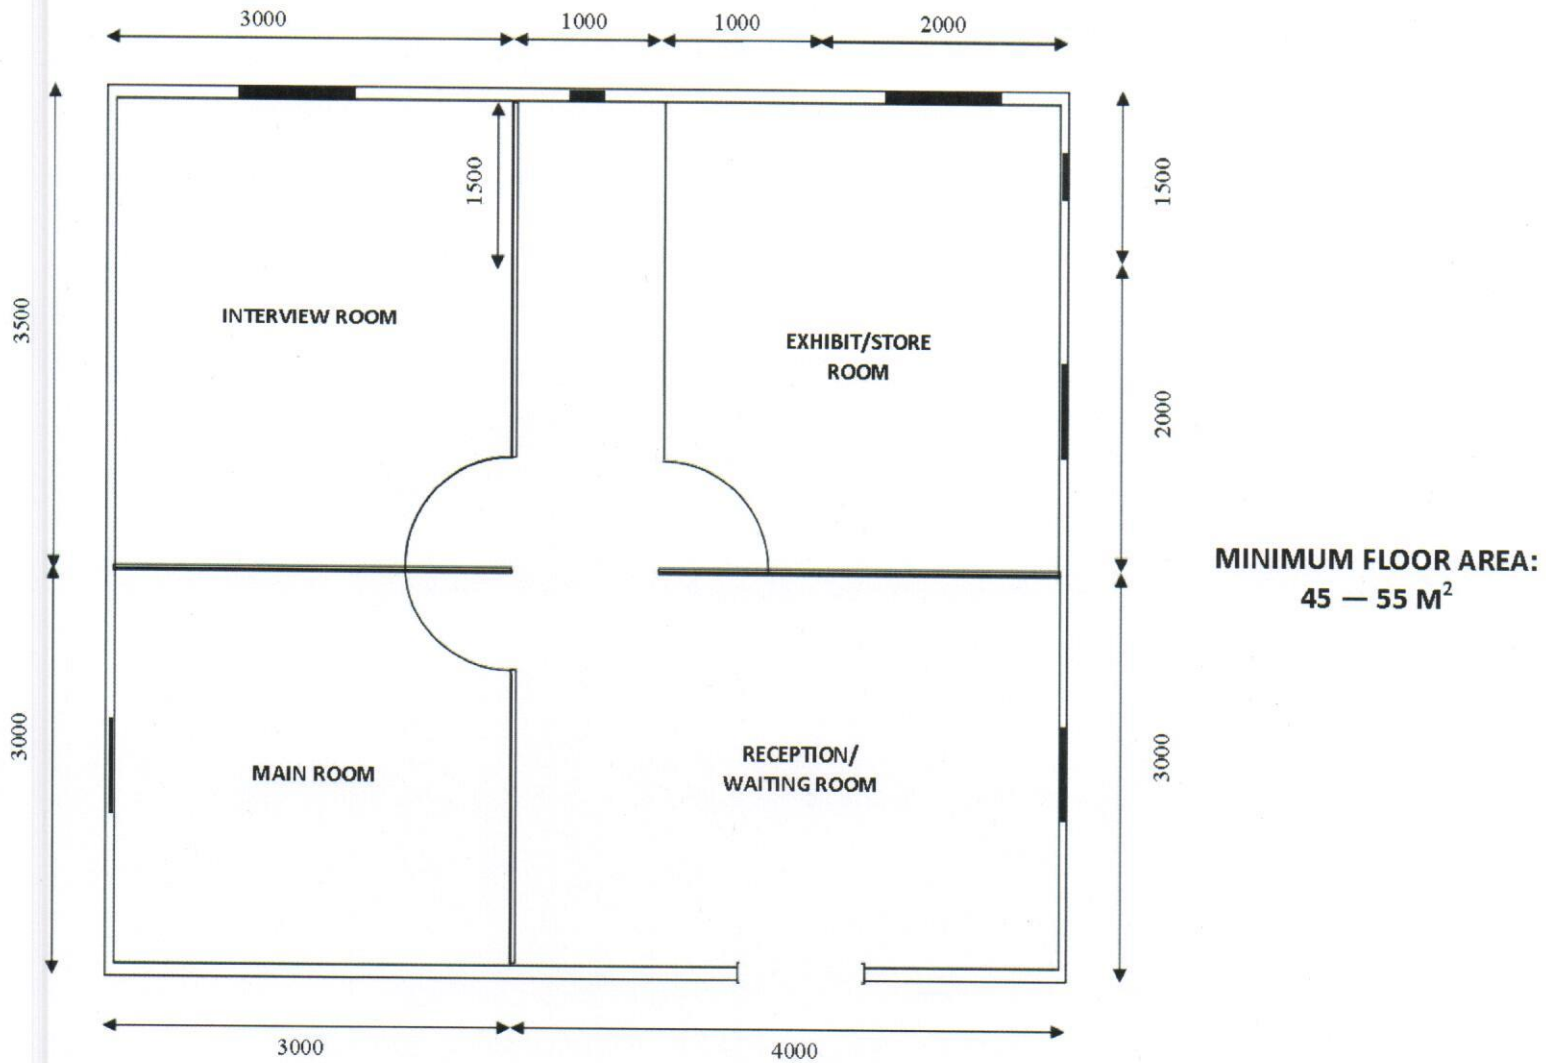 3000
1000
1000
2000
1500
1500
3500
INTERVIEW ROOM
EXHIBIT/STORE
ROOM
2000
MINIMUM FLOOR AREA:
45 — 55 M²
3000
MAIN ROOM
RECEPTION/
WAITING ROOM
3000
3000
4000